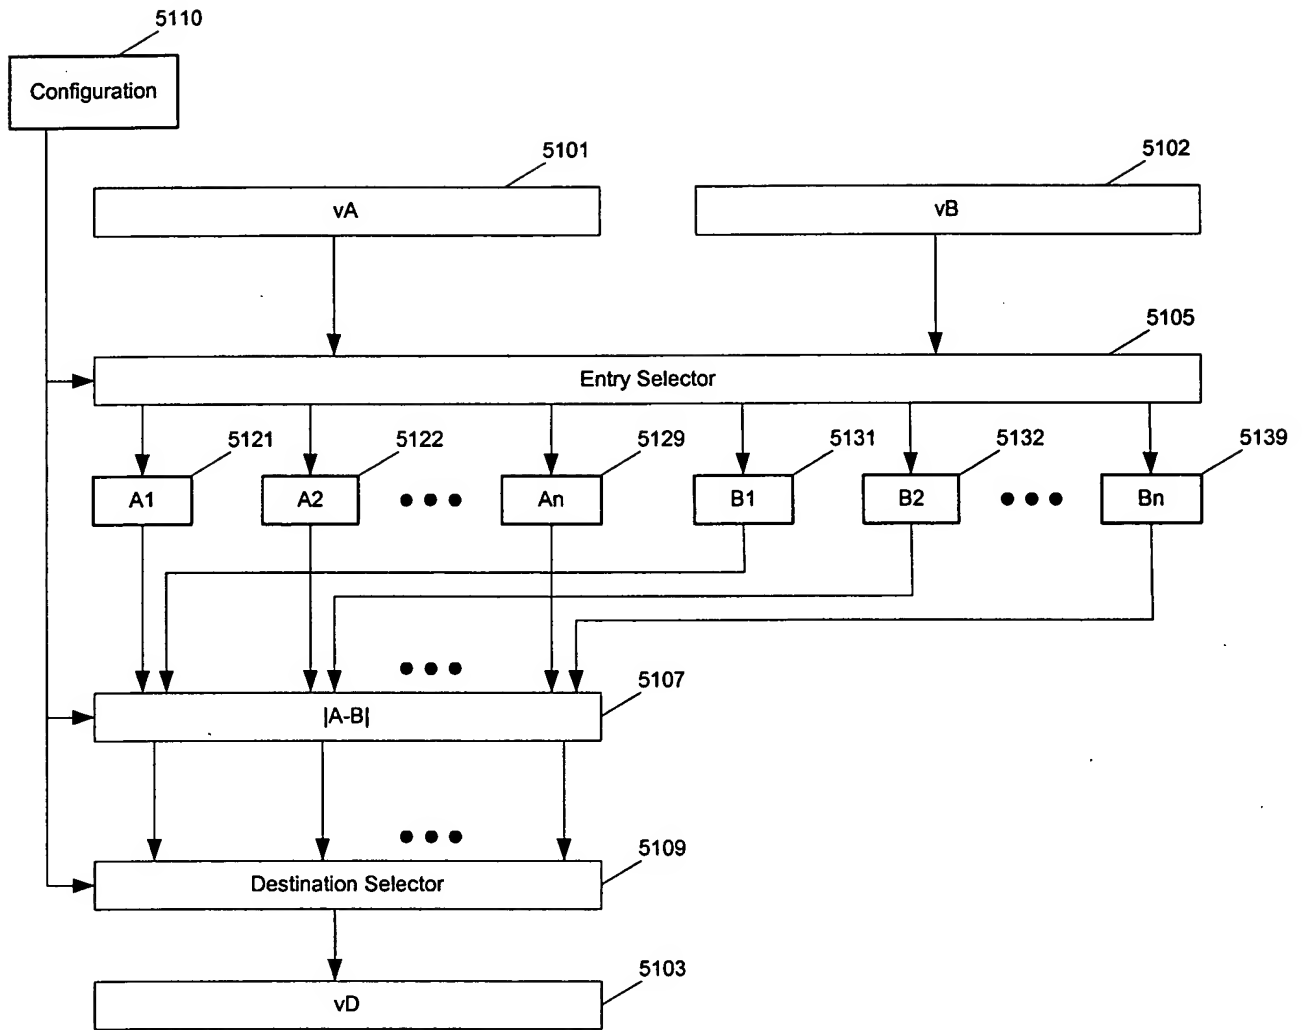 5110
Configuration
5101
5102
vA
vB
5105
Entry Selector
5121
5122
5129
5131
5132
5139
A1
A2
An
B1
B2
Bn
5107
|A-B|
5109
Destination Selector
5103
vD